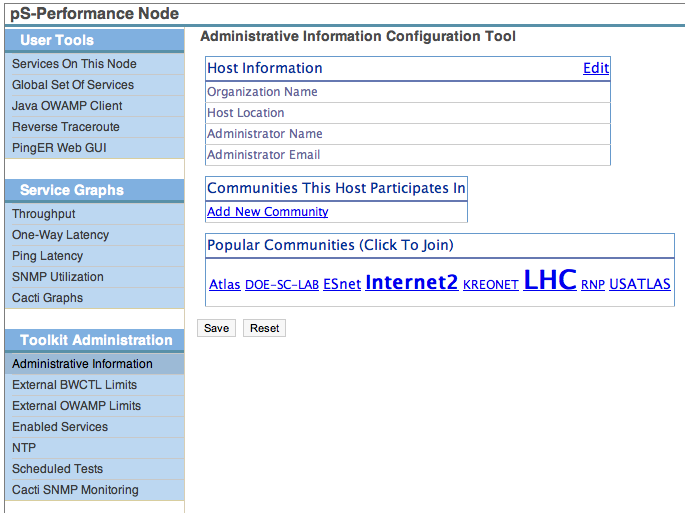 pS-Performance Node
User Tools
Services On This Node
Global Set Of Services
Java OWAMP Client
Reverse Traceroute
PingER Web GUI
Service Graphs
Throughput
One-Way Latency
Ping Latency
SNMP Utilization
Cacti Graphs
Toolkit Administration
Administrative Information
External BWCTL Limits
External OWAMP Limits
Enabled Services
NTP
Scheduled Tests
Cacti SNMP Monitoring
Administrative Information Configuration Tool
Host Information Edit
Organization Name
Host Location
Administrator Name
Administrator Email
Communities This Host Participates In
Add New Community
Popular Communities (Click To Join)
Atlas DOE-SC-LAB ESnet Internet2 KREONET LHC RNP USATLAS
Save Reset